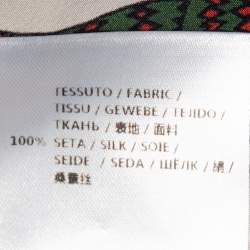 TESSUTO / FABRIC /
TISSU / GEWEBE / TEJIDO /
ТКАНЬ / 表地 / 面料
100% SETA / SILK / SOIE /
SEIDE / SEDA / ШЁЛК / 絹 /
桑蚕丝